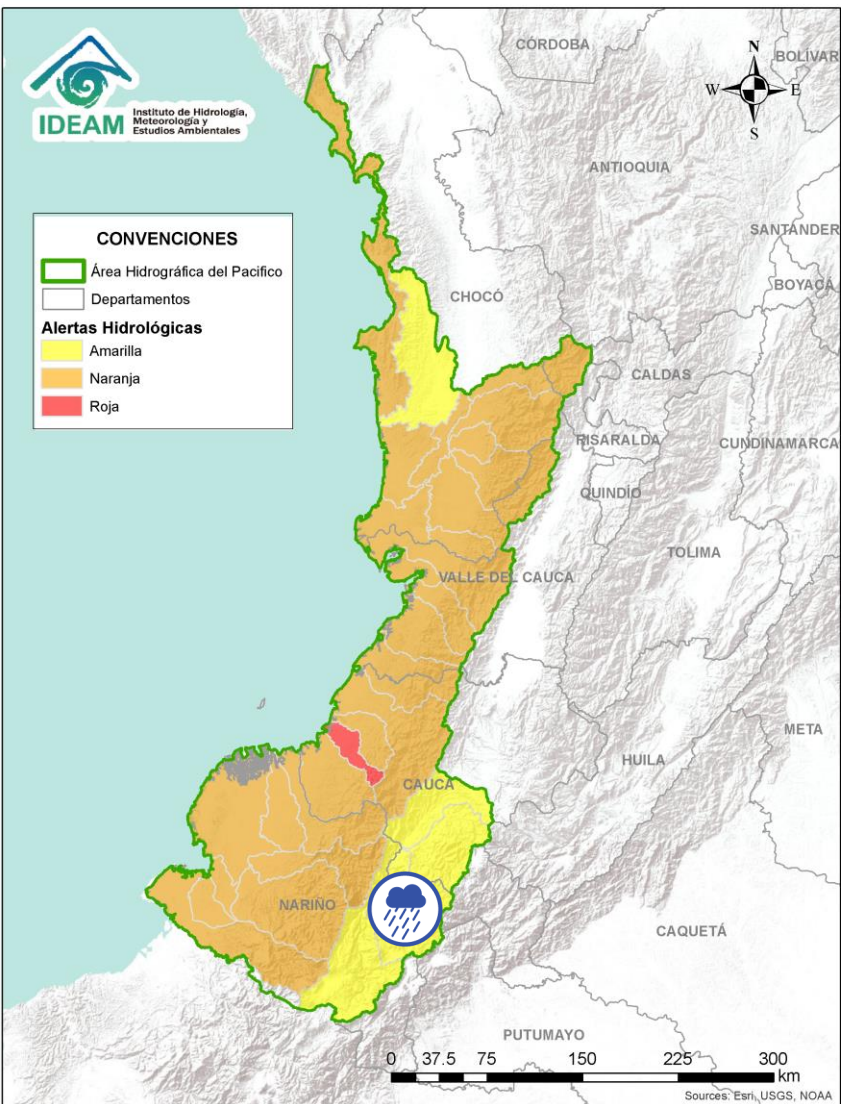 IDEAM
Instituto de Hidrología,
Meteorología y
Estudios Ambientales
N
W
E
S
CONVENCIONES
Área Hidrográfica del Pacifico
Departamentos
Alertas Hidrológicas
Amarilla
Naranja
Roja
CÓRDOBA
BOLÍVAR
ANTIOQUIA
SANTANDER
BOYACÁ
CHOCÓ
CALDAS
RISARALDA
CUNDINAMARCA
QUINDÍO
TOLIMA
VALLE DEL CAUCA
META
HUILA
CAUCA
NARIÑO
CAQUETÁ
PUTUMAYO
0 37.5 75 150 225 300
km
Sources: Esri, USGS, NOAA